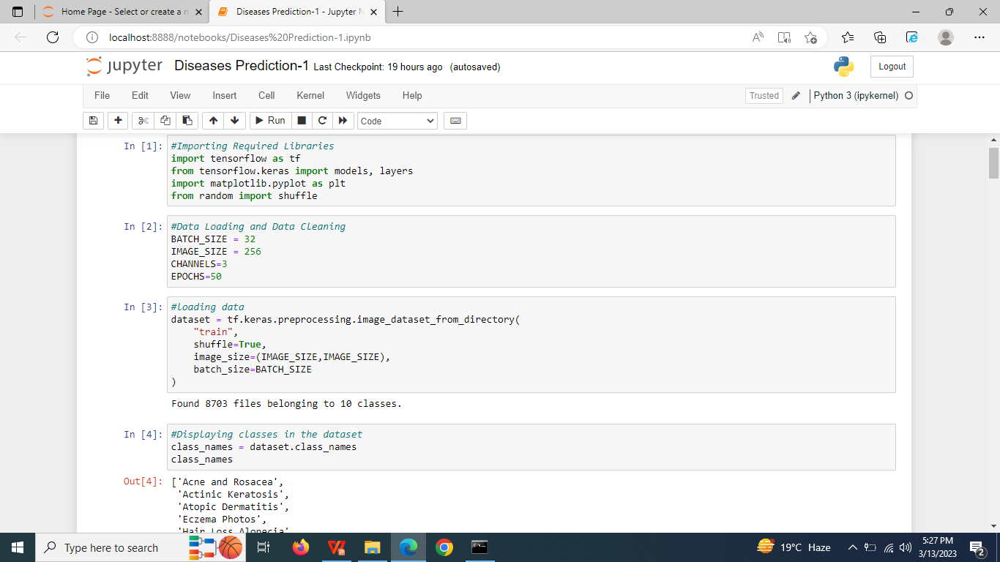 Home Page - Select or create a n
Diseases Prediction-1 - Jupyter N
localhost:8888/notebooks/Diseases%20Prediction-1.ipynb
jupyter Diseases Prediction-1 Last Checkpoint: 19 hours ago (autosaved)
Logout
File Edit View Insert Cell Kernel Widgets Help
Trusted
Python 3 (ipykernel)
Run
Code
In [1]: #Importing Required Libraries
import tensorflow as tf
from tensorflow.keras import models, layers
import matplotlib.pyplot as plt
from random import shuffle
In [2]: #Data Loading and Data Cleaning
BATCH_SIZE = 32
IMAGE_SIZE = 256
CHANNELS=3
EPOCHS=50
In [3]: #loading data
dataset = tf.keras.preprocessing.image_dataset_from_directory(
"train",
shuffle=True,
image_size=(IMAGE_SIZE,IMAGE_SIZE),
batch_size=BATCH_SIZE
)
Found 8703 files belonging to 10 classes.
In [4]: #Displaying classes in the dataset
class_names = dataset.class_names
class_names
Out[4]: ['Acne and Rosacea',
'Actinic Keratosis',
'Atopic Dermatitis',
'Eczema Photos',
'Hair Loss Alopecia'
Type here to search
19°C Haze
5:27 PM
3/13/2023
2